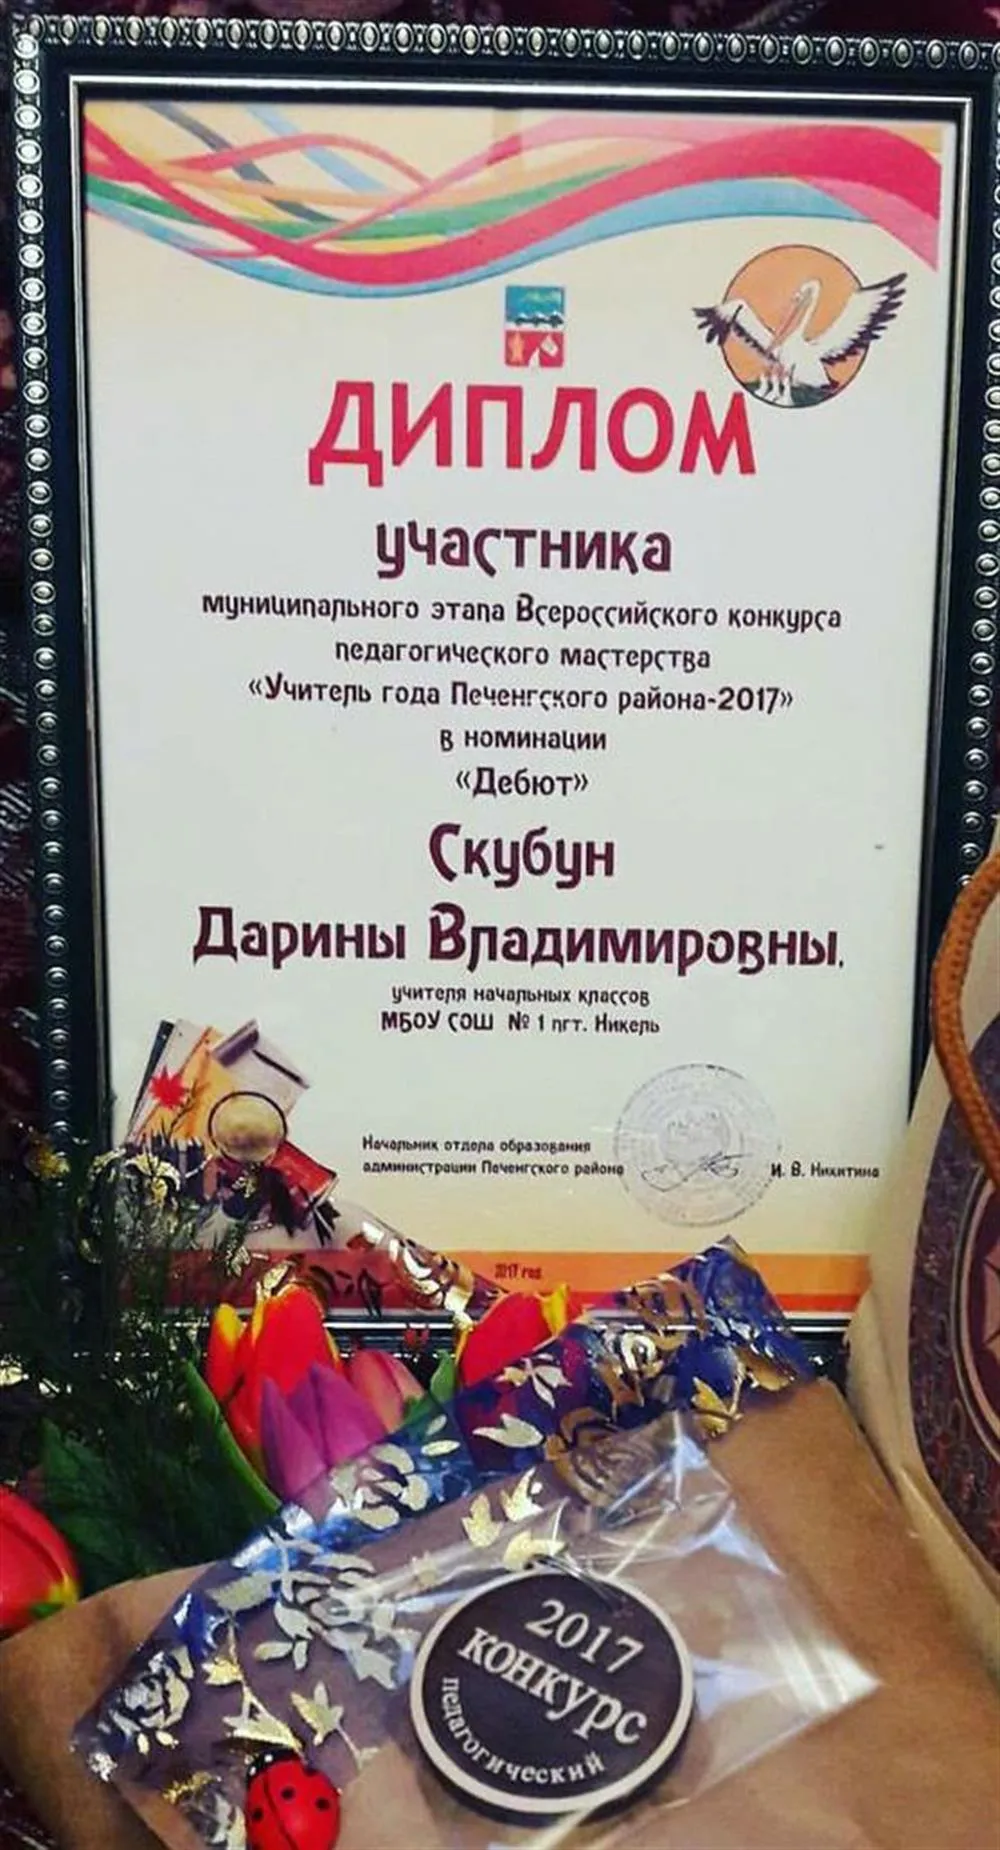 ДИПЛОМ
участника
муниципального этапа Всероссийского конкурса
педагогического мастерства
«Учитель года Печенгского района-2017»
в номинации
«Дебют»
Скубун
Дарины Владимировны,
учителя начальных классов
МБОУ СОШ № 1 пгт. Никель
Начальник отдела образования
администрации Печенгского района
И. В. Никитина
2017 год
2017
КОНКУРС
педагогический